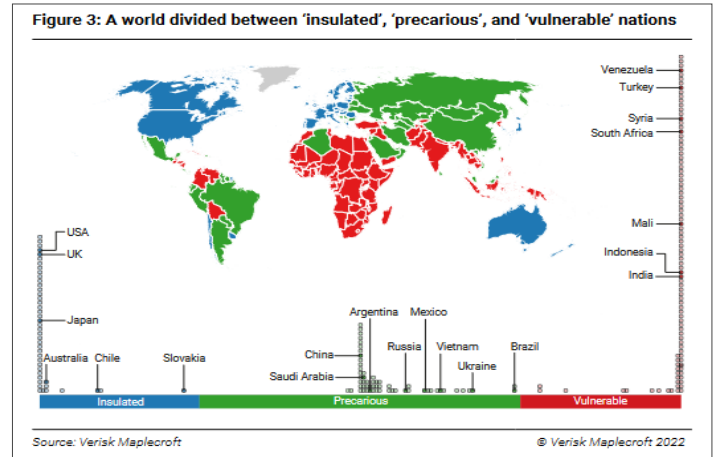 Figure 3: A world divided between ‘insulated’, ‘precarious’, and ‘vulnerable’ nations
Venezuela
Turkey
Syria
South Africa
Mali
USA
UK
Indonesia
India
Japan
Argentina
Mexico
Australia
Chile
Slovakia
China
Russia
Vietnam
Brazil
Saudi Arabia
Ukraine
Insulated
Precarious
Vulnerable
Source: Verisk Maplecroft
© Verisk Maplecroft 2022